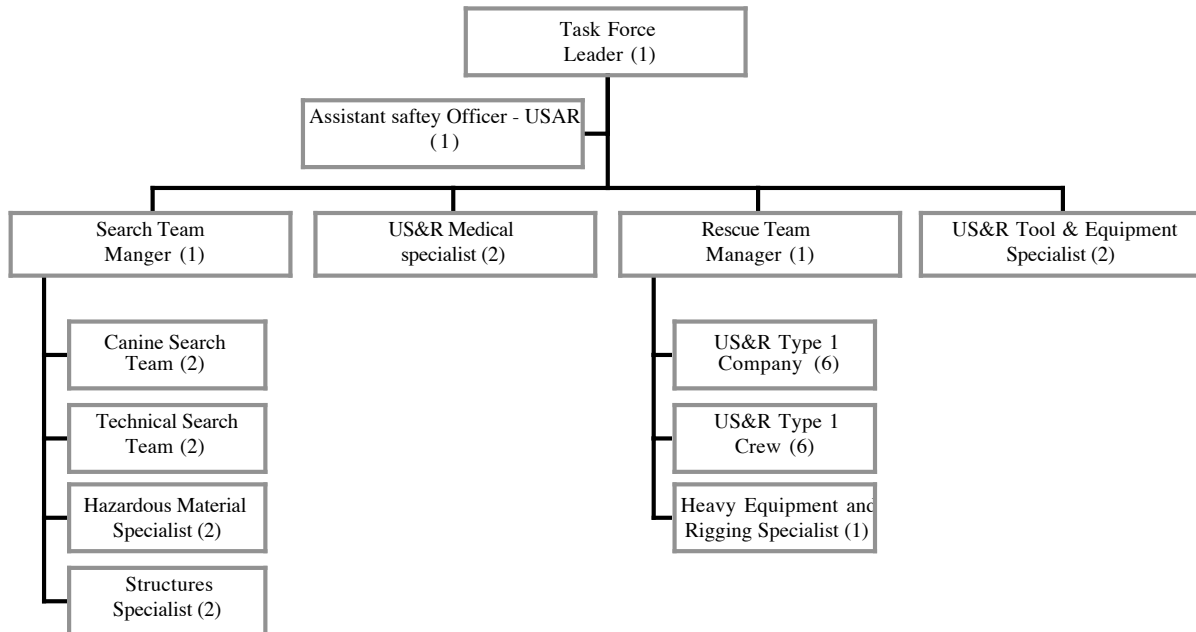 Task Force
Leader (1)
Assistant saftey Officer - USAR
(1)
Search Team
Manger (1)
US&R Medical
specialist (2)
Rescue Team
Manager (1)
US&R Tool & Equipment
Specialist (2)
Canine Search
Team (2)
Technical Search
Team (2)
Hazardous Material
Specialist (2)
Structures
Specialist (2)
US&R Type 1
Company (6)
US&R Type 1
Crew (6)
Heavy Equipment and
Rigging Specialist (1)